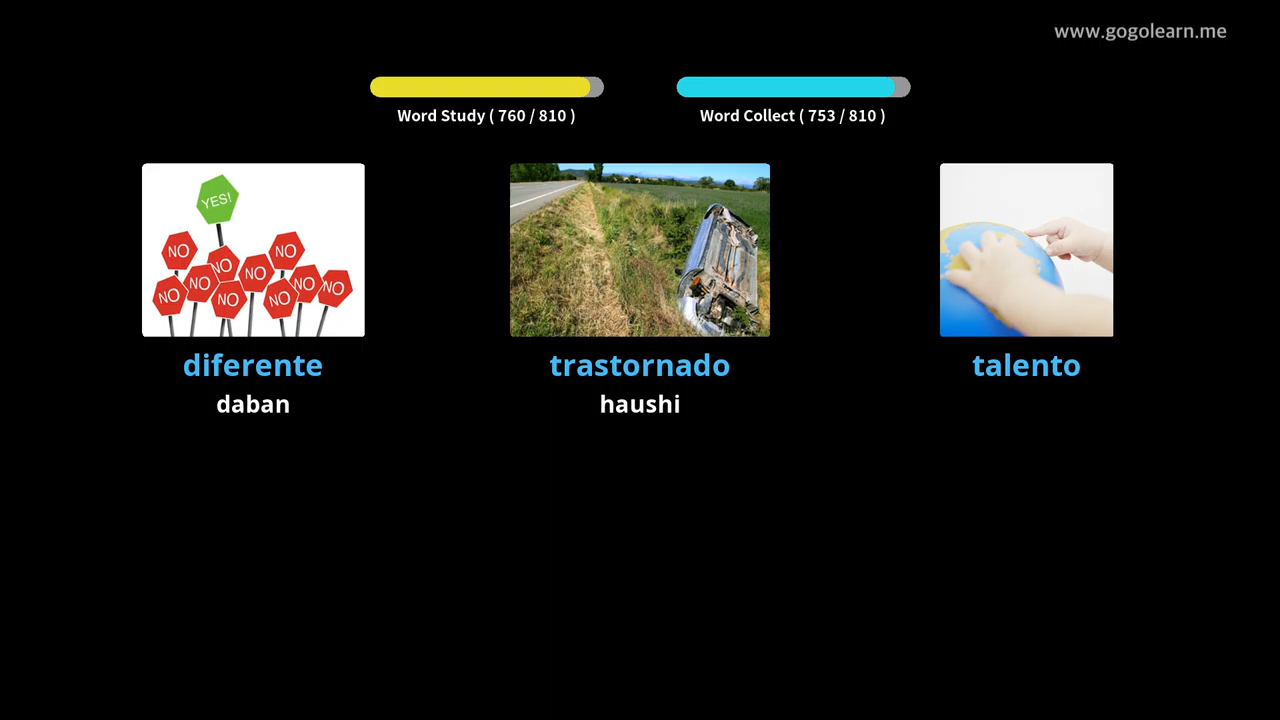 www.gogolearn.me
Word Study ( 760 / 810 )
Word Collect ( 753 / 810 )
YES!
NO
NO
NO
NO
NO
NO
NO
NO
NO
NO
diferente
trastornado
talento
daban
haushi